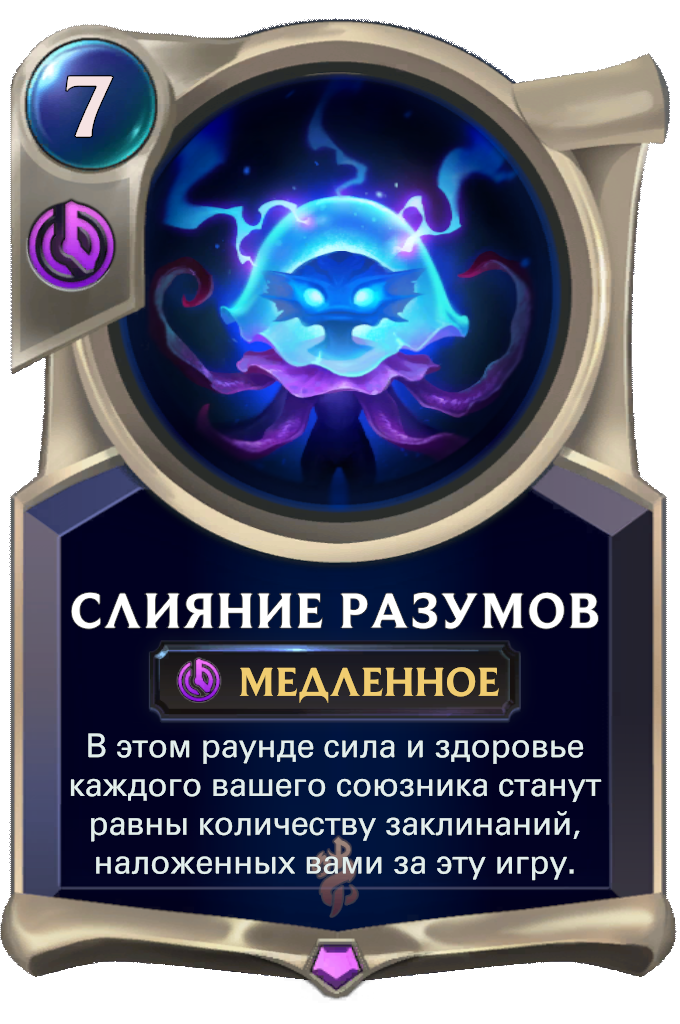 7
СЛИЯНИЕ РАЗУМОВ
МЕДЛЕННОЕ
В этом раунде сила и здоровье
каждого вашего союзника станут
равны количеству заклинаний,
наложенных вами за эту игру.